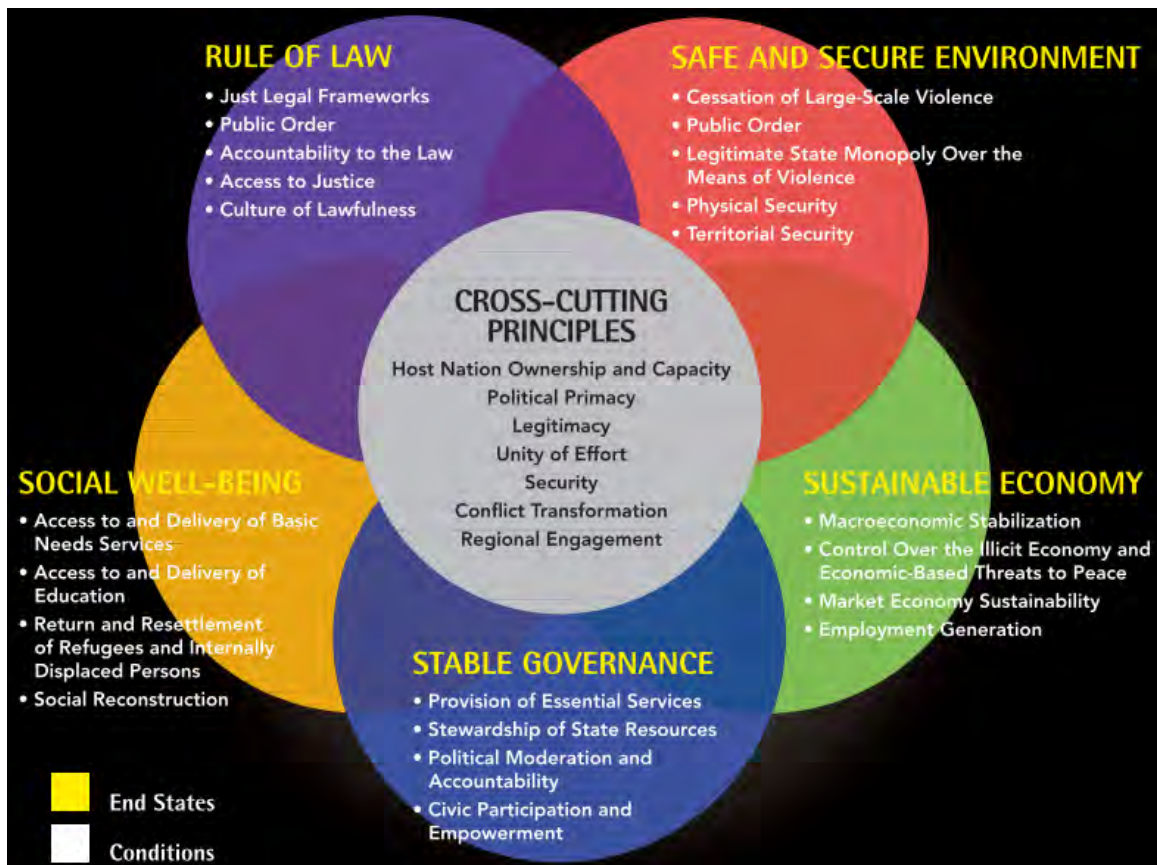 RULE OF LAW
• Just Legal Frameworks
• Public Order
• Accountability to the Law
• Access to Justice
• Culture of Lawfulness
SAFE AND SECURE ENVIRONMENT
• Cessation of Large-Scale Violence
• Public Order
• Legitimate State Monopoly Over the
Means of Violence
• Physical Security
• Territorial Security
CROSS-CUTTING
PRINCIPLES
Host Nation Ownership and Capacity
Political Primacy
Legitimacy
Unity of Effort
Security
Conflict Transformation
Regional Engagement
SOCIAL WELL-BEING
• Access to and Delivery of Basic
Needs Services
• Access to and Delivery of
Education
• Return and Resettlement
of Refugees and Internally
Displaced Persons
• Social Reconstruction
SUSTAINABLE ECONOMY
• Macroeconomic Stabilization
• Control Over the Illicit Economy and
Economic-Based Threats to Peace
• Market Economy Sustainability
• Employment Generation
STABLE GOVERNANCE
• Provision of Essential Services
• Stewardship of State Resources
• Political Moderation and
Accountability
• Civic Participation and
Empowerment
End States
Conditions